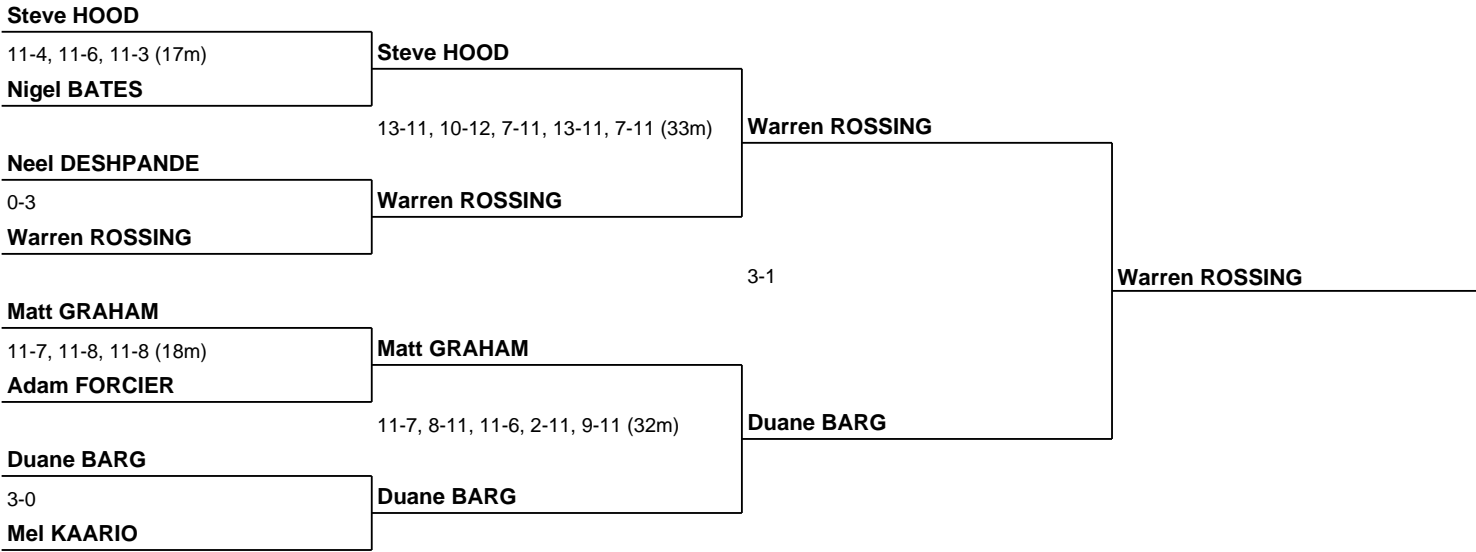 Steve HOOD
11-4, 11-6, 11-3 (17m)
Nigel BATES
Neel DESHPANDE
0-3
Warren ROSSING
Matt GRAHAM
11-7, 11-8, 11-8 (18m)
Adam FORCIER
Duane BARG
3-0
Mel KAARIO
Steve HOOD
13-11, 10-12, 7-11, 13-11, 7-11 (33m)
Warren ROSSING
Matt GRAHAM
11-7, 8-11, 11-6, 2-11, 9-11 (32m)
Duane BARG
Warren ROSSING
3-1
Duane BARG
Warren ROSSING